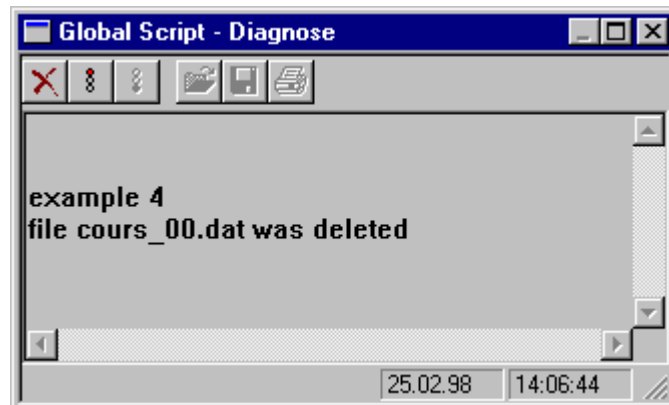 Global Script - Diagnose
example 4
file cours_00.dat was deleted
25.02.98 14:06:44